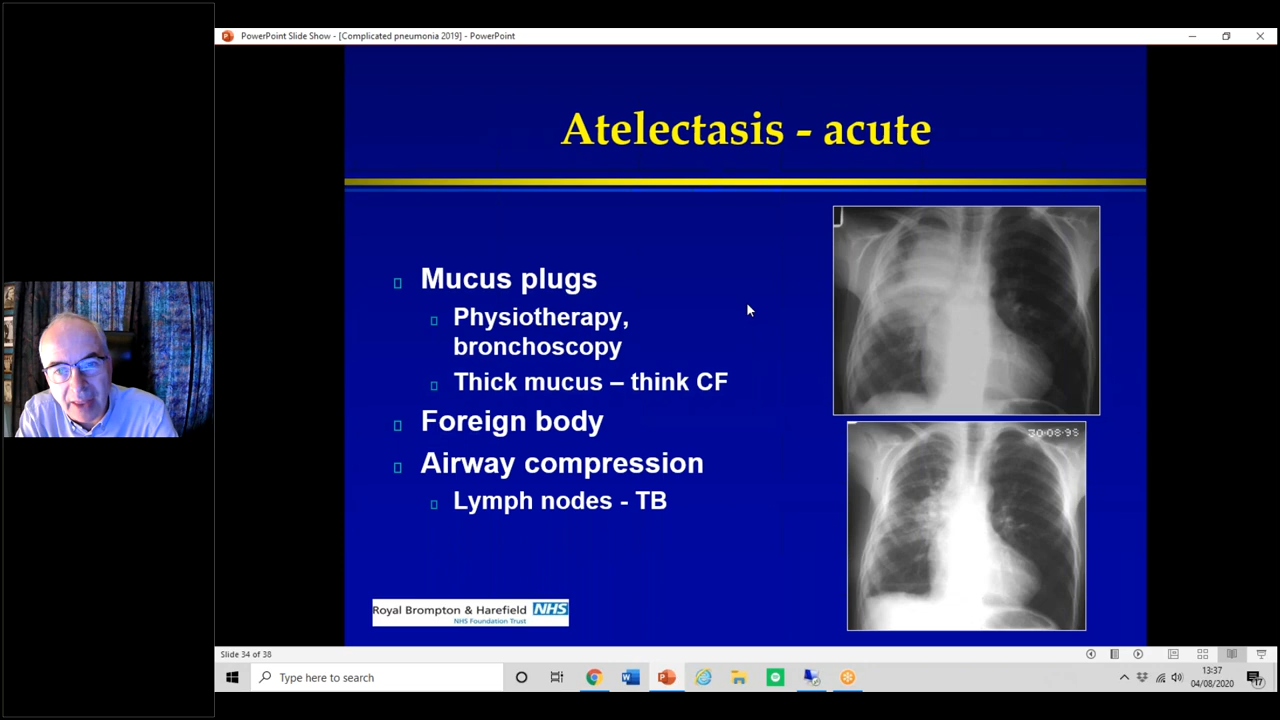 PowerPoint Slide Show - [Complicated pneumonia 2019] - PowerPoint
Atelectasis - acute
Mucus plugs
Physiotherapy,
bronchoscopy
Thick mucus – think CF
Foreign body
Airway compression
Lymph nodes - TB
30·08·95
Royal Brompton & Harefield NHS
NHS Foundation Trust
Slide 34 of 38
Type here to search
13:37
04/08/2020
17